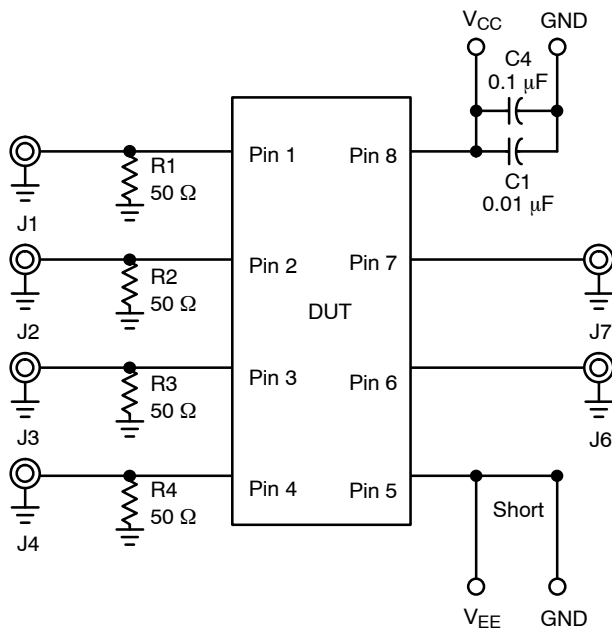 V_CC GND
C4
0.1 μF
Pin 1 Pin 8
R1
50 Ω
C1
0.01 μF
J1
Pin 2 Pin 7
R2
50 Ω
DUT
J2 J7
Pin 3 Pin 6
R3
50 Ω
J3 J6
Pin 4 Pin 5
R4
50 Ω
Short
J4
V_EE GND